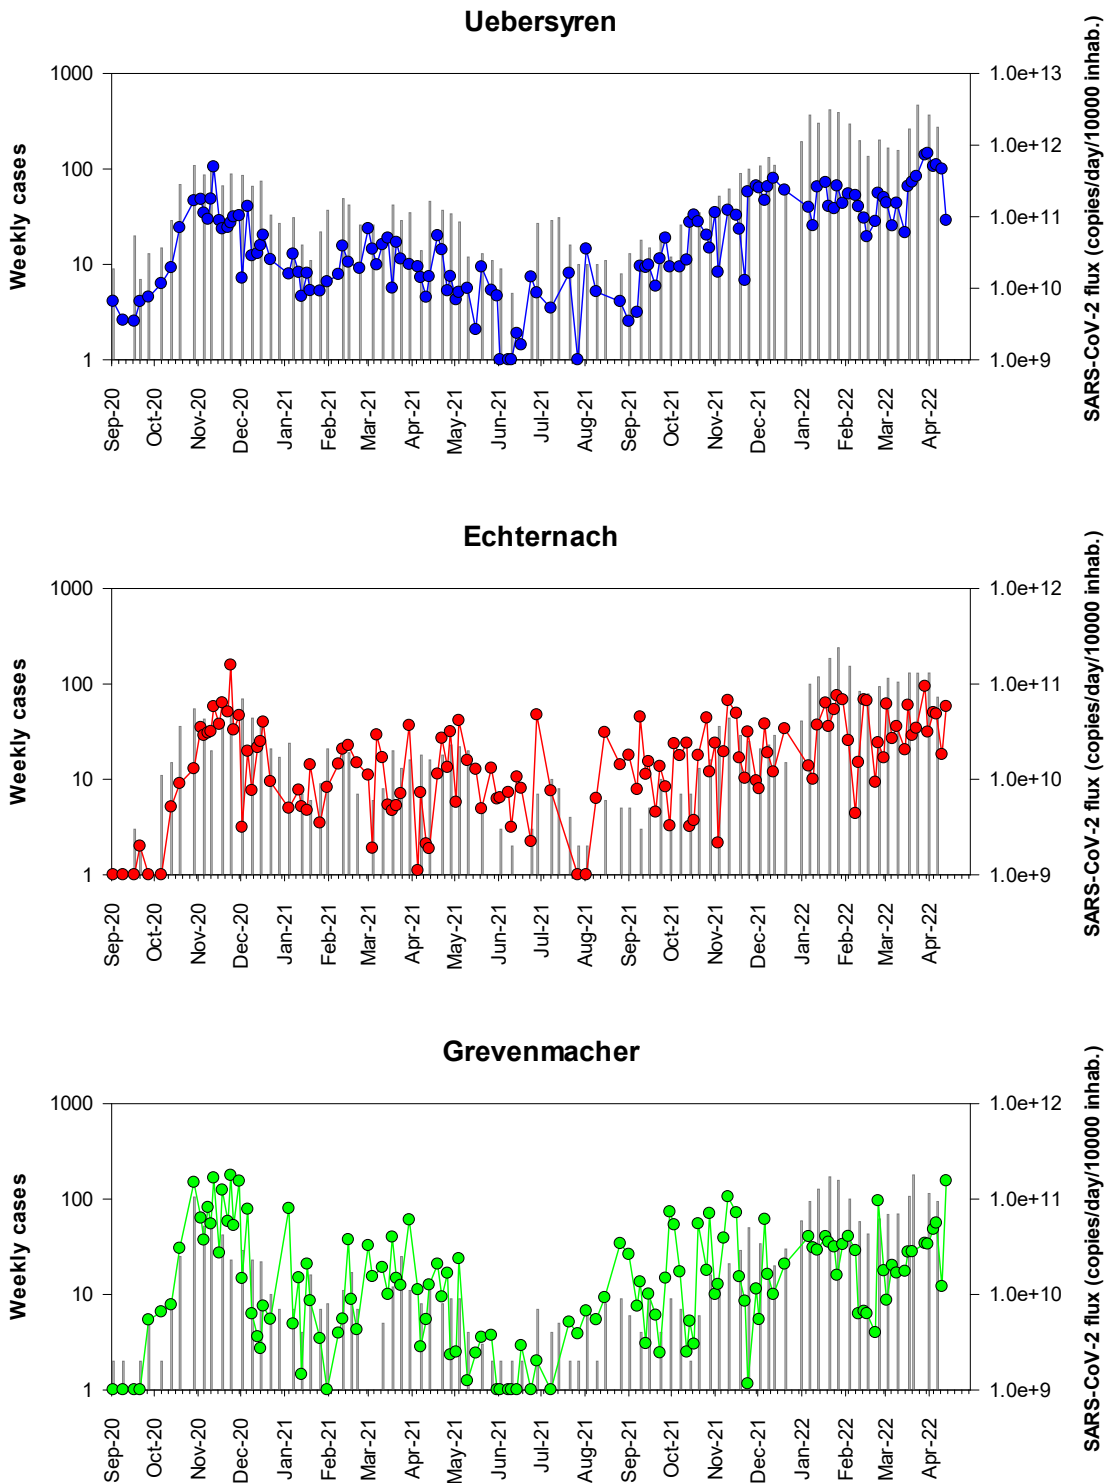 Uebersyren
Weekly cases
1000
100
10
1
1.0e+13
1.0e+12
1.0e+11
1.0e+10
1.0e+9
SARS-CoV-2 flux (copies/day/10000 inhab.)
Sep-20
Oct-20
Nov-20
Dec-20
Jan-21
Feb-21
Mar-21
Apr-21
May-21
Jun-21
Jul-21
Aug-21
Sep-21
Oct-21
Nov-21
Dec-21
Jan-22
Feb-22
Mar-22
Apr-22
Echternach
Weekly cases
1000
100
10
1
1.0e+12
1.0e+11
1.0e+10
1.0e+9
SARS-CoV-2 flux (copies/day/10000 inhab.)
Sep-20
Oct-20
Nov-20
Dec-20
Jan-21
Feb-21
Mar-21
Apr-21
May-21
Jun-21
Jul-21
Aug-21
Sep-21
Oct-21
Nov-21
Dec-21
Jan-22
Feb-22
Mar-22
Apr-22
Grevenmacher
Weekly cases
1000
100
10
1
1.0e+12
1.0e+11
1.0e+10
1.0e+9
SARS-CoV-2 flux (copies/day/10000 inhab.)
Sep-20
Oct-20
Nov-20
Dec-20
Jan-21
Feb-21
Mar-21
Apr-21
May-21
Jun-21
Jul-21
Aug-21
Sep-21
Oct-21
Nov-21
Dec-21
Jan-22
Feb-22
Mar-22
Apr-22